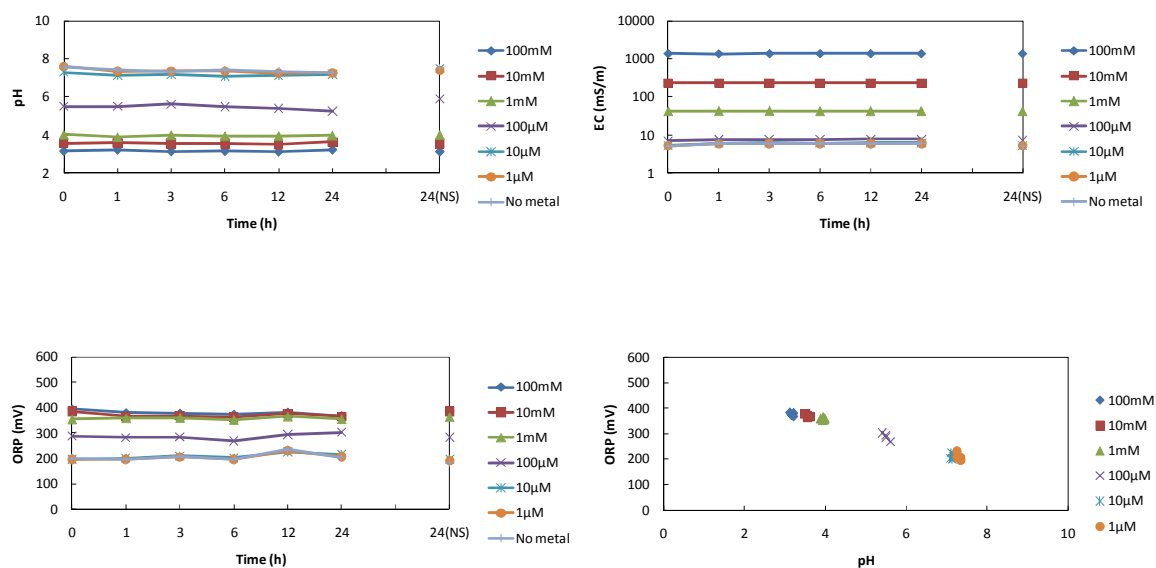 10
8
6
4
2
pH
0 1 3 6 12 24 24(NS)
Time (h)
100mM
10mM
1mM
100μM
10μM
1μM
No metal
10000
1000
100
10
1
EC (mS/m)
0 1 3 6 12 24 24(NS)
Time (h)
100mM
10mM
1mM
100μM
10μM
1μM
No metal
600
500
400
300
200
100
0
ORP (mV)
0 1 3 6 12 24 24(NS)
Time (h)
100mM
10mM
1mM
100μM
10μM
1μM
No metal
600
500
400
300
200
100
0
ORP (mV)
0 2 4 6 8 10
pH
100mM
10mM
1mM
100μM
10μM
1μM